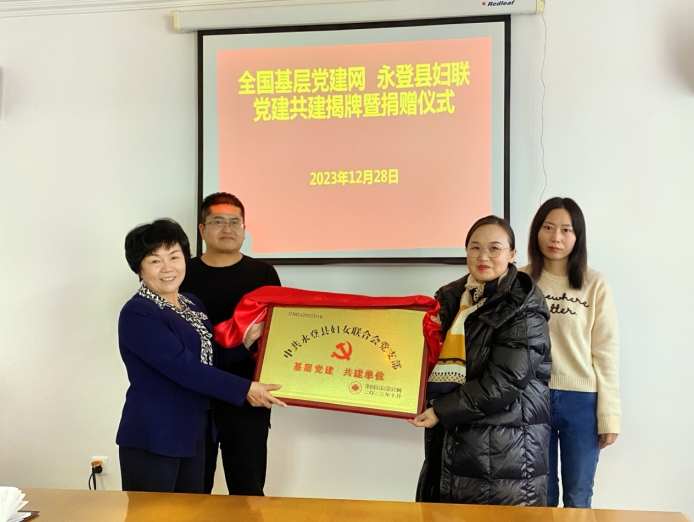 Redleaf
全国基层党建网 永登县妇联
党建共建揭牌暨捐赠仪式
2023年12月28日
中共永登县妇女联合会党支部
基层党建 共建单位
somewhere